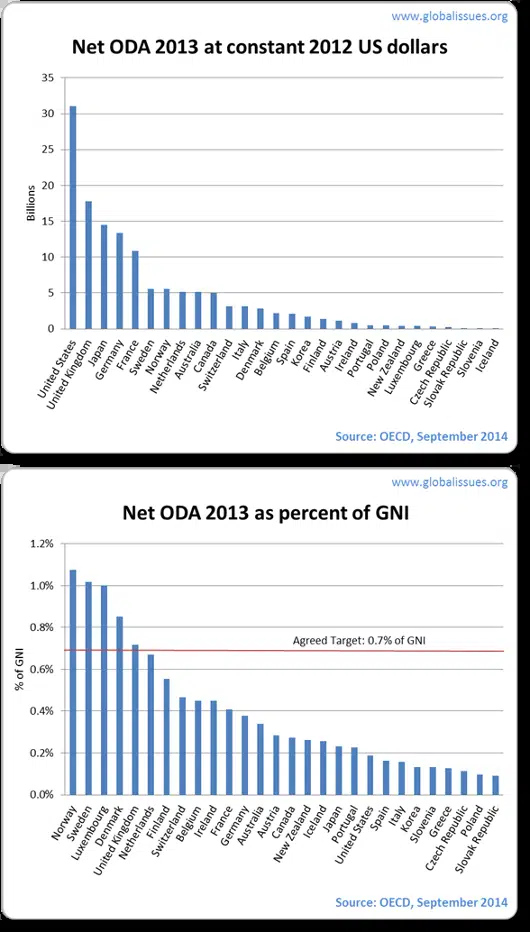 www.globalissues.org
Net ODA 2013 at constant 2012 US dollars
35
30
25
20
15
10
5
0
Billions
United States
United Kingdom
Japan
Germany
France
Sweden
Norway
Netherlands
Australia
Canada
Switzerland
Italy
Denmark
Belgium
Spain
Korea
Finland
Austria
Ireland
Portugal
Poland
New Zealand
Luxembourg
Greece
Czech Republic
Slovak Republic
Slovenia
Iceland
Source: OECD, September 2014
www.globalissues.org
Net ODA 2013 as percent of GNI
1.2%
1.0%
0.8%
0.6%
0.4%
0.2%
0.0%
% of GNI
Agreed Target: 0.7% of GNI
Norway
Sweden
Luxembourg
Denmark
United Kingdom
Netherlands
Finland
Switzerland
Belgium
Ireland
France
Germany
Australia
Austria
Canada
New Zealand
Iceland
Japan
Portugal
United States
Spain
Italy
Korea
Slovenia
Greece
Czech Republic
Poland
Slovak Republic
Source: OECD, September 2014